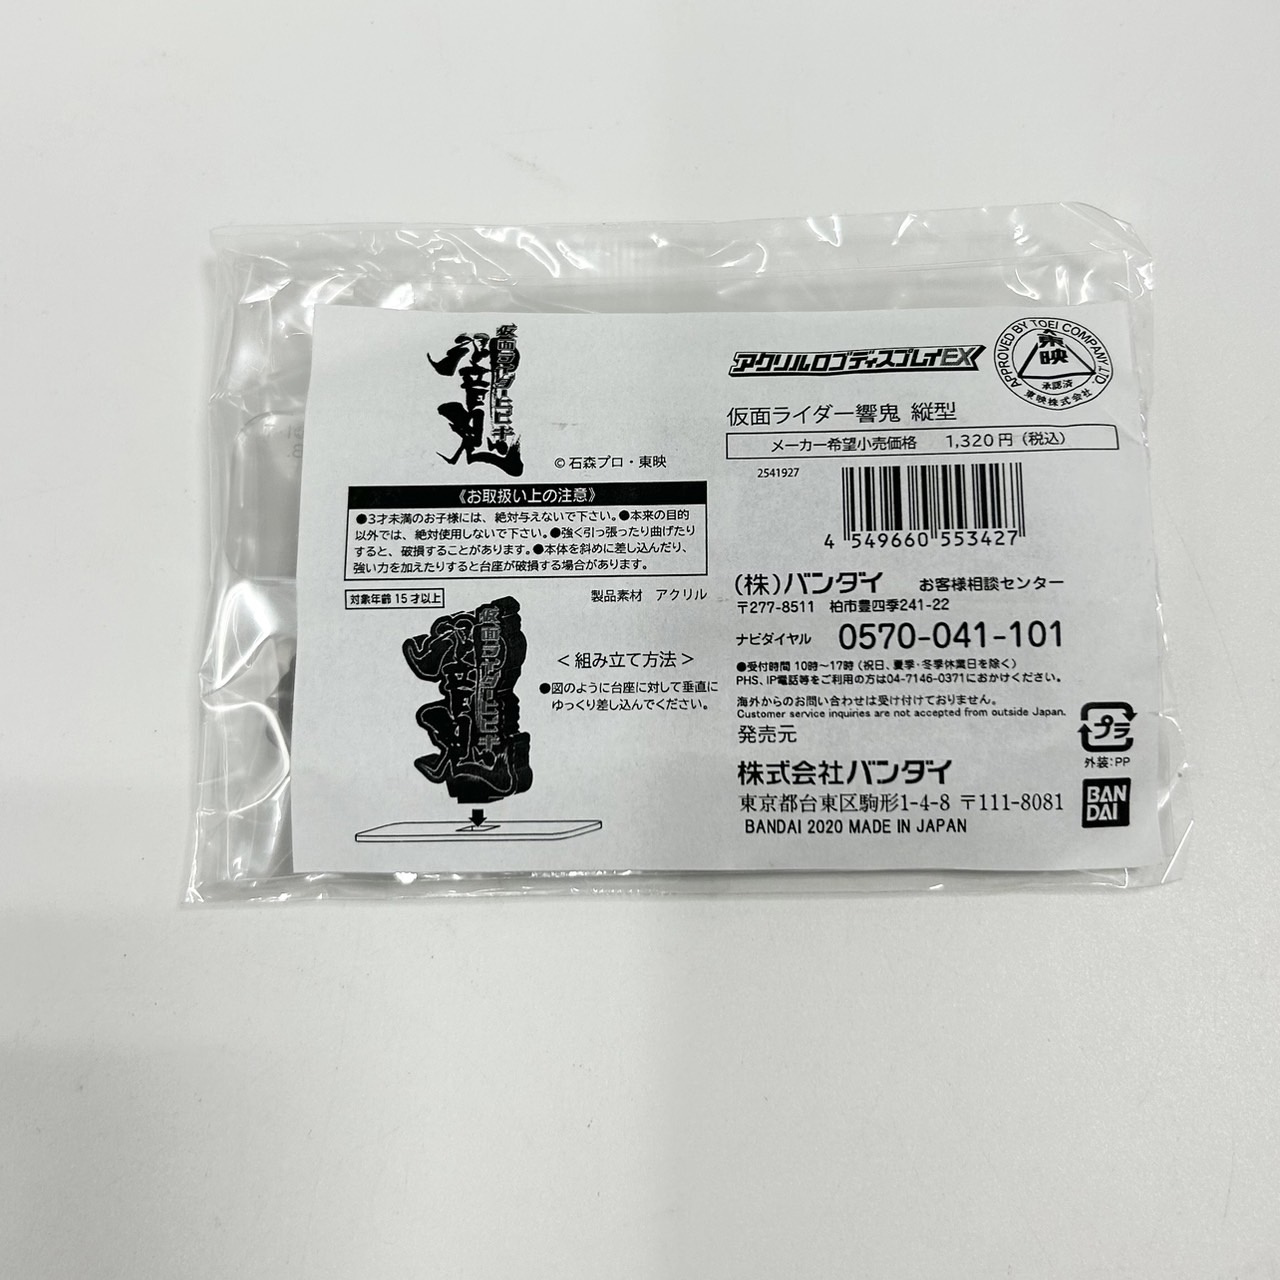 仮面ライダーヒビキ
響鬼
©石森プロ・東映
《お取扱い上の注意》
●3才未満のお子様には、絶対与えないで下さい。●本来の目的
以外では、絶対使用しないで下さい。●強く引っ張ったり曲げたり
すると、破損することがあります。●本体を斜めに差し込んだり、
強い力を加えたりすると台座が破損する場合があります。
対象年齢15才以上
製品素材 アクリル
仮面ライダーヒビキ
響鬼
<組み立て方法>
●図のように台座に対して垂直に
ゆっくり差し込んでください。
アクリルロゴディスプレイEX
APPROVED BY TOEI COMPANY, LTD.
東映
承認済
東映株式会社
仮面ライダー響鬼 縦型
メーカー希望小売価格 1,320円(税込)
2541927
4 549660 553427
(株)バンダイ お客様相談センター
〒277-8511 柏市豊四季241-22
ナビダイヤル 0570-041-101
●受付時間 10時~17時(祝日、夏季・冬季休業日を除く)
PHS、IP電話等をご利用の方は04-7146-0371におかけください。
海外からのお問い合わせは受け付けておりません。
Customer service inquiries are not accepted from outside Japan.
発売元
株式会社バンダイ
東京都台東区駒形1-4-8 〒111-8081
BANDAI 2020 MADE IN JAPAN
プラ
外装:PP
BAN
DAI